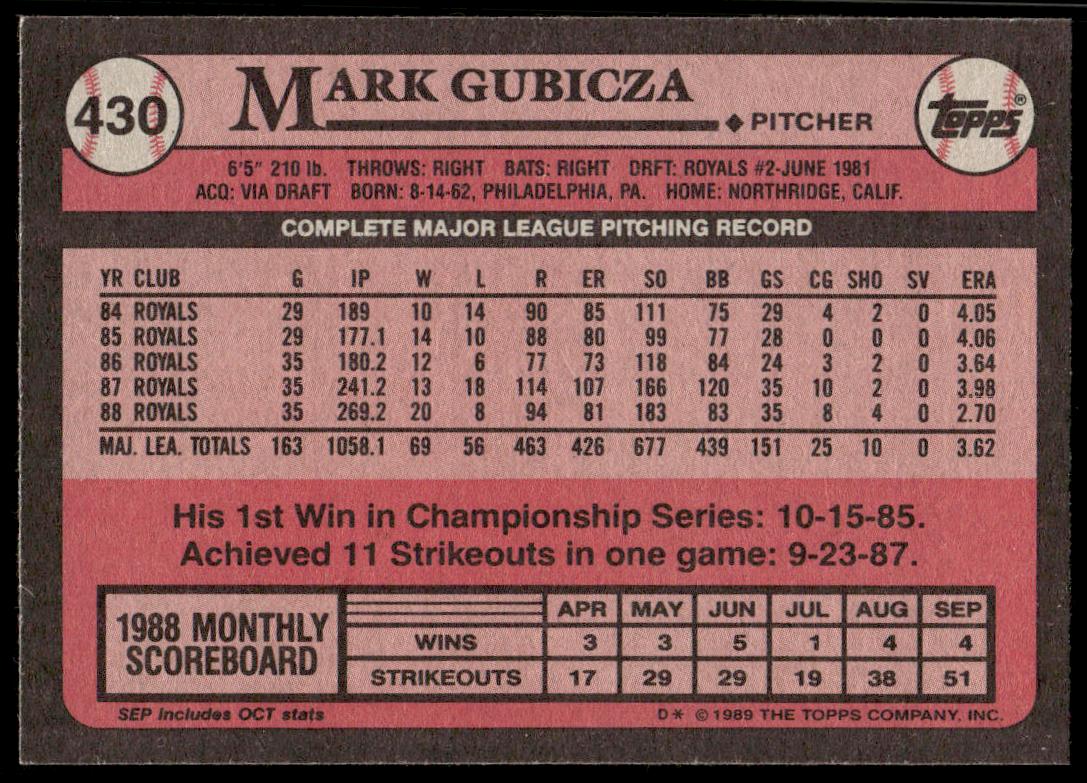 430 MARK GUBICZA ◆ PITCHER TOPPS®
6'5" 210 lb. THROWS: RIGHT BATS: RIGHT DRFT: ROYALS #2-JUNE 1981
ACQ: VIA DRAFT BORN: 8-14-62, PHILADELPHIA, PA. HOME: NORTHRIDGE, CALIF.
COMPLETE MAJOR LEAGUE PITCHING RECORD
YR CLUB G IP W L R ER SO BB GS CG SHO SV ERA
84 ROYALS 29 189 10 14 90 85 111 75 29 4 2 0 4.05
85 ROYALS 29 177.1 14 10 88 80 99 77 28 0 0 0 4.06
86 ROYALS 35 180.2 12 6 77 73 118 84 24 3 2 0 3.64
87 ROYALS 35 241.2 13 18 114 107 166 120 35 10 2 0 3.98
88 ROYALS 35 269.2 20 8 94 81 183 83 35 8 4 0 2.70
MAJ. LEA. TOTALS 163 1058.1 69 56 463 426 677 439 151 25 10 0 3.62
His 1st Win in Championship Series: 10-15-85.
Achieved 11 Strikeouts in one game: 9-23-87.
1988 MONTHLY SCOREBOARD
APR MAY JUN JUL AUG SEP
WINS 3 3 5 1 4 4
STRIKEOUTS 17 29 29 19 38 51
SEP includes OCT stats D* ©1989 THE TOPPS COMPANY, INC.